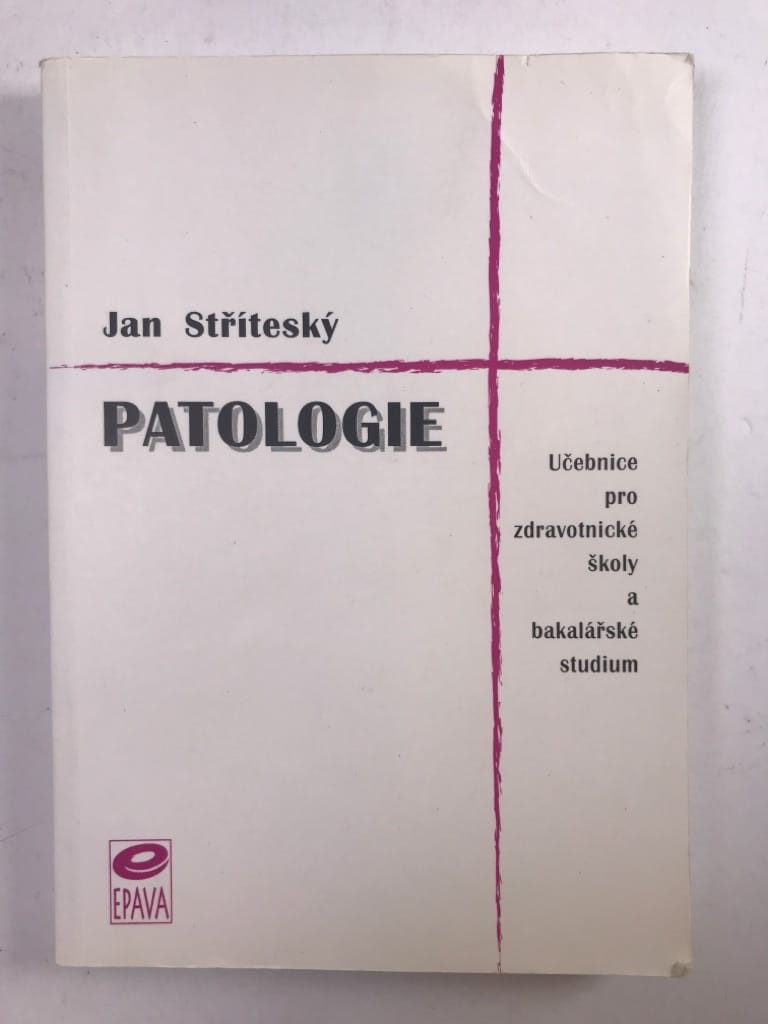 Jan Stříteský
PATOLOGIE
Učebnice
pro
zdravotnické
školy
a
bakalářské
studium
e
EPAVA